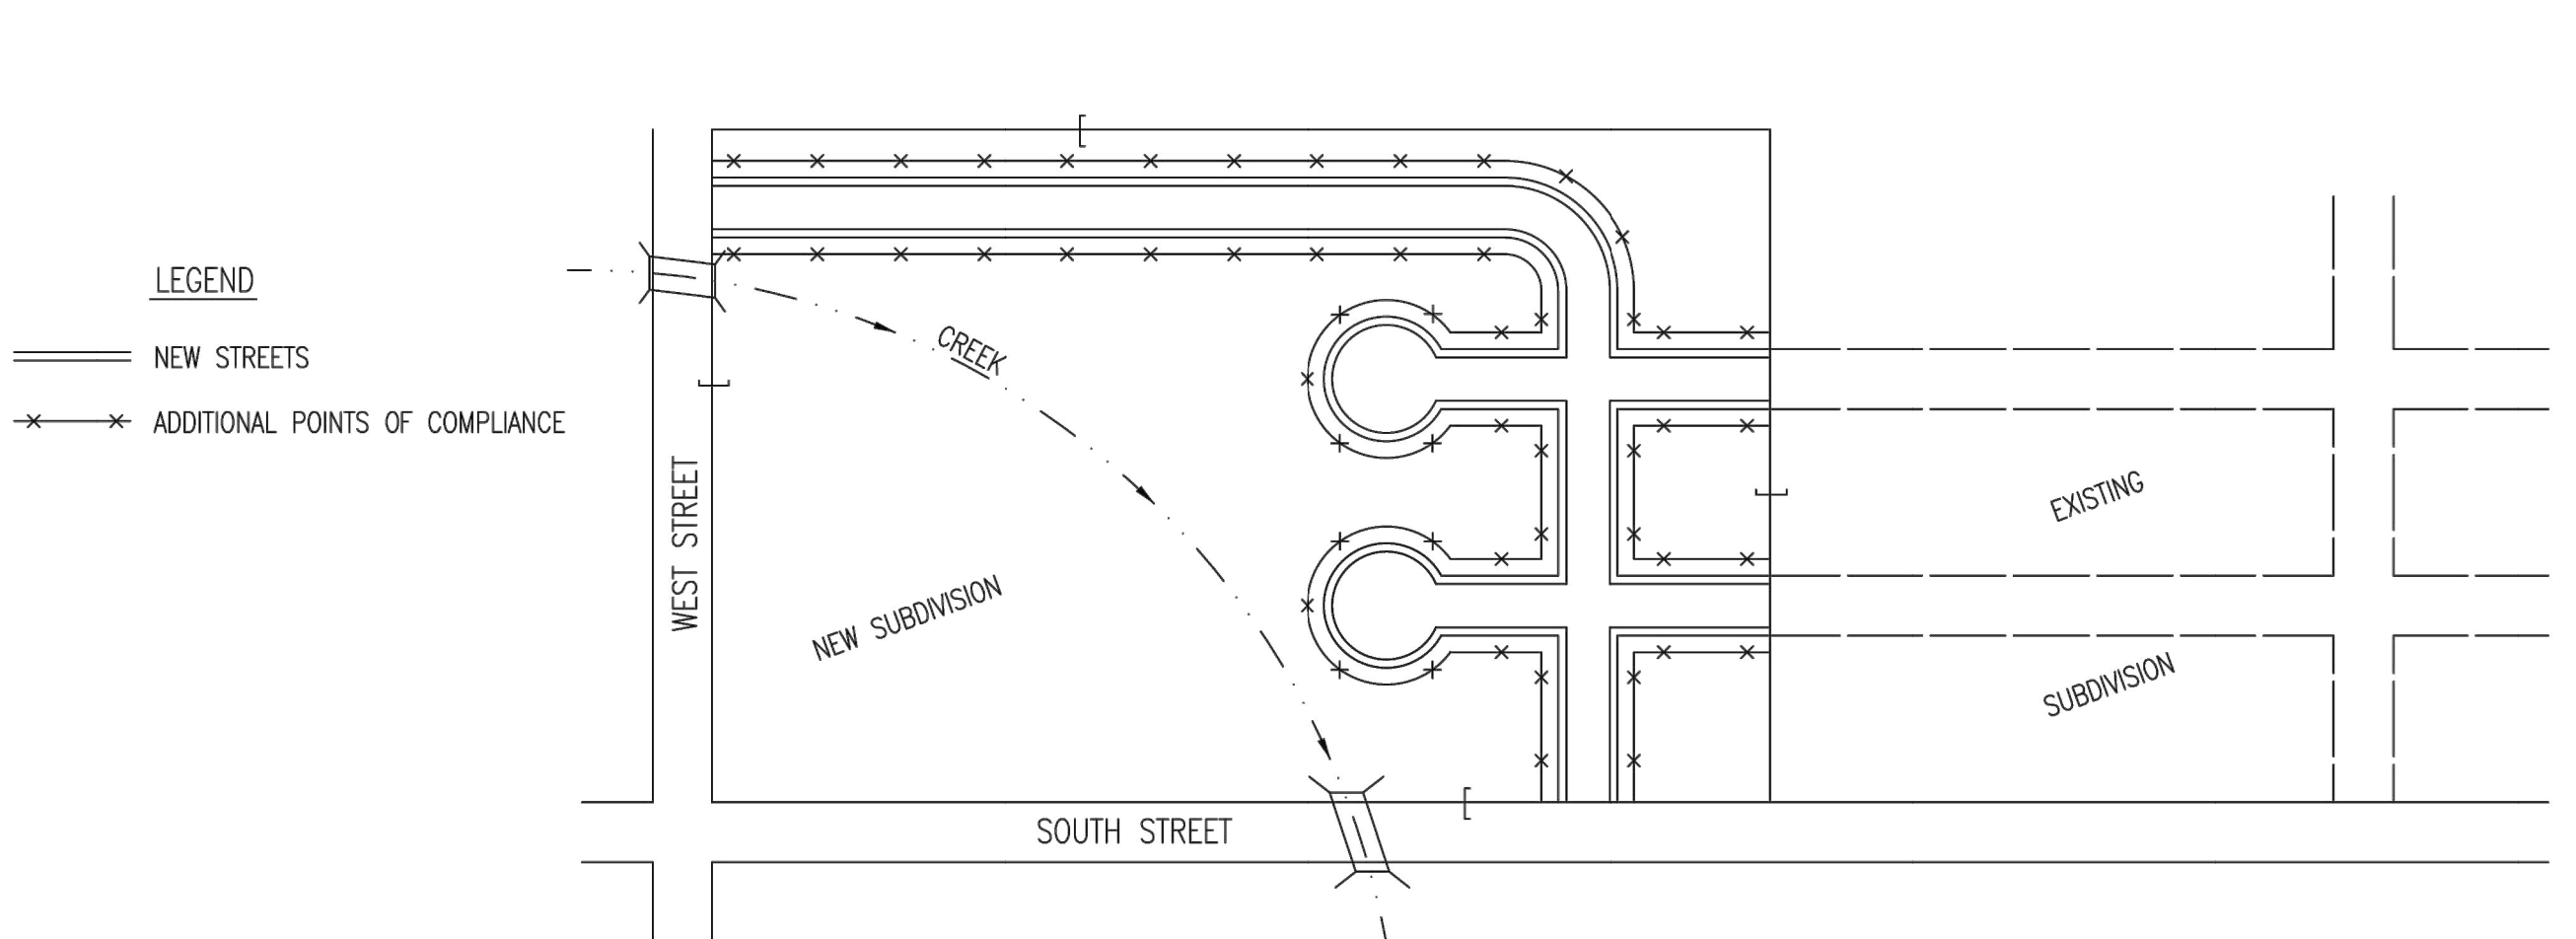 LEGEND
NEW STREETS
ADDITIONAL POINTS OF COMPLIANCE
WEST STREET
CREEK
NEW SUBDIVISION
SOUTH STREET
EXISTING
SUBDIVISION